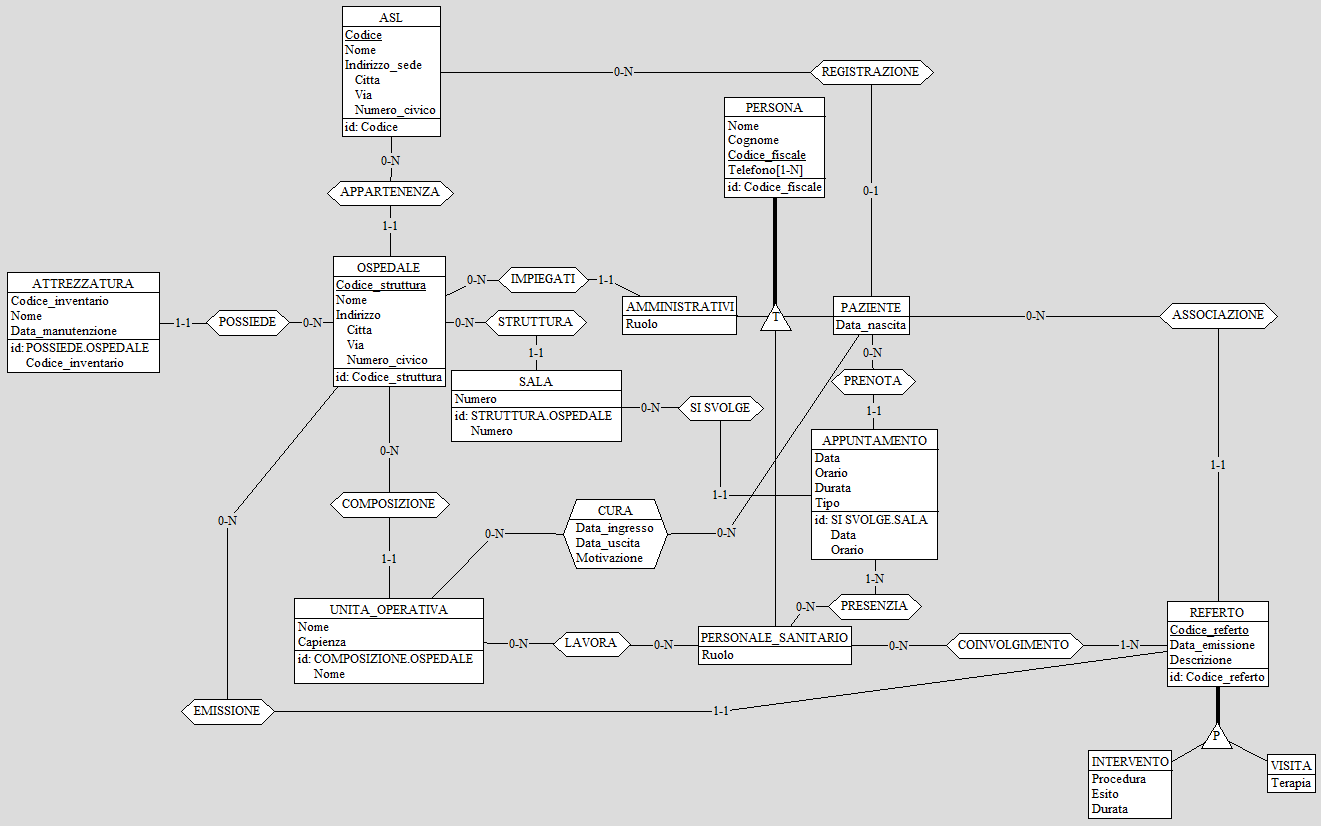 ASL
Codice
Nome
Indirizzo_sede
Citta
Via
Numero_civico
id: Codice
0-N
REGISTRAZIONE
0-1
PERSONA
Nome
Cognome
Codice_fiscale
Telefono[1-N]
id: Codice_fiscale
0-N
APPARTENENZA
1-1
ATTREZZATURA
Codice_inventario
Nome
Data_manutenzione
id: POSSIEDE.OSPEDALE
Codice_inventario
1-1
POSSIEDE
0-N
OSPEDALE
Codice_struttura
Nome
Indirizzo
Citta
Via
Numero_civico
id: Codice_struttura
0-N
IMPIEGATI
1-1
AMMINISTRATIVI
Ruolo
T
PAZIENTE
Data_nascita
0-N
ASSOCIAZIONE
1-1
0-N
STRUTTURA
1-1
SALA
Numero
id: STRUTTURA.OSPEDALE
Numero
0-N
SI SVOLGE
1-1
0-N
PRENOTA
1-1
APPUNTAMENTO
Data
Orario
Durata
Tipo
id: SI SVOLGE.SALA
Data
Orario
1-N
PRESENZIA
0-N
0-N
COMPOSIZIONE
1-1
0-N
CURA
Data_ingresso
Data_uscita
Motivazione
0-N
0-N
UNITA_OPERATIVA
Nome
Capienza
id: COMPOSIZIONE.OSPEDALE
Nome
0-N
LAVORA
0-N
PERSONALE_SANITARIO
Ruolo
0-N
COINVOLGIMENTO
1-N
REFERTO
Codice_referto
Data_emissione
Descrizione
id: Codice_referto
EMISSIONE
1-1
P
INTERVENTO
Procedura
Esito
Durata
VISITA
Terapia